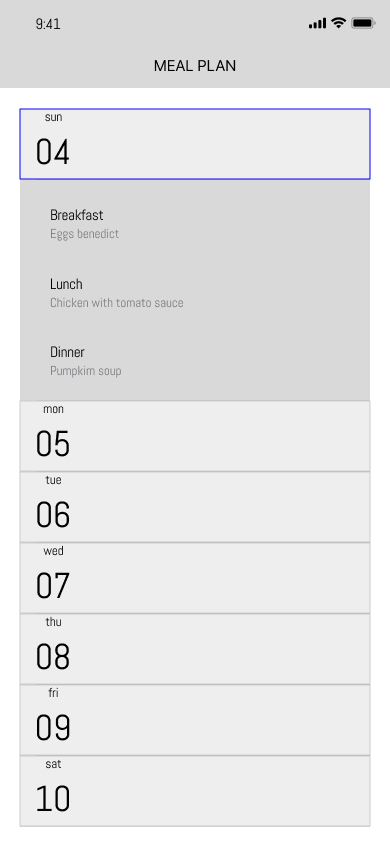 9:41
MEAL PLAN
sun
04
Breakfast
Eggs benedict
Lunch
Chicken with tomato sauce
Dinner
Pumpkim soup
mon
05
tue
06
wed
07
thu
08
fri
09
sat
10